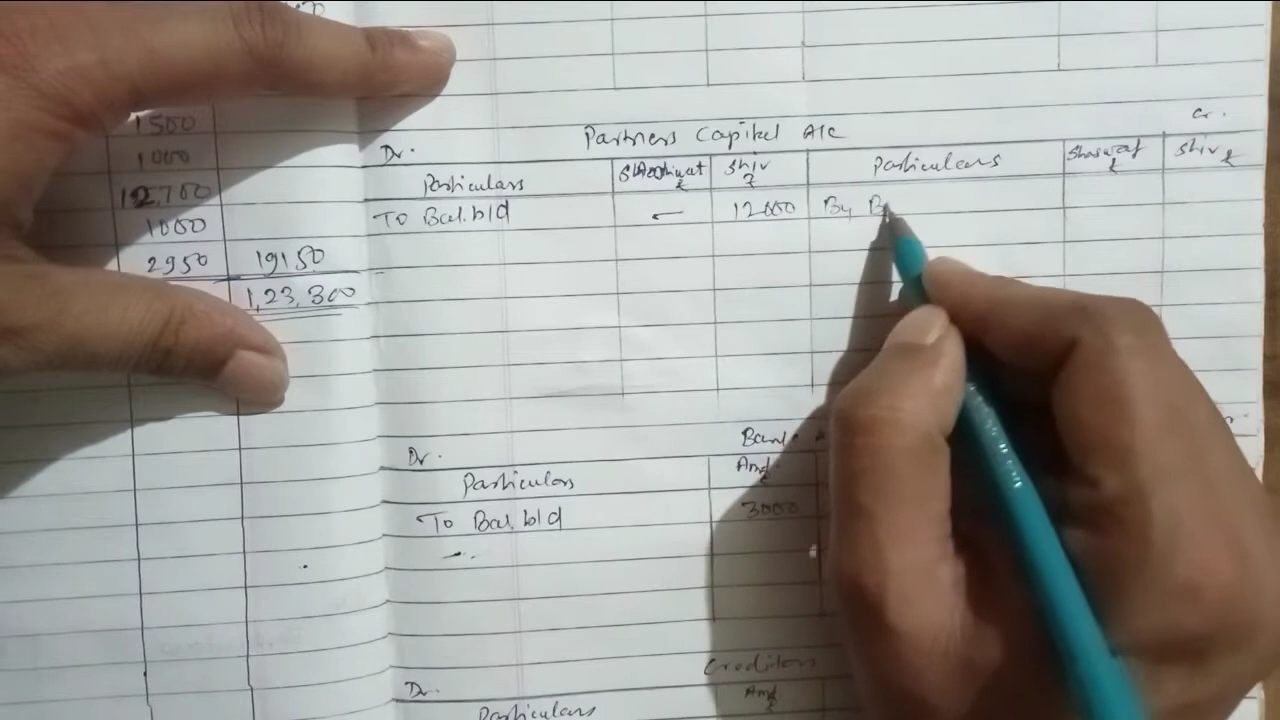 1500
1000
12,700
1000
2950 19150
1,23,300
Partners Capital A/c
Dr. Cr.
Particulars Shashwat ₹ Shiv ₹ Particulars Shaswat ₹ Shiv ₹
To Bal. b/d - 12000 By B
Bank
Dr.
Particulars Amt ₹
To Bal. b/d 3000
Creditors
Dr.
Particulars Amt ₹